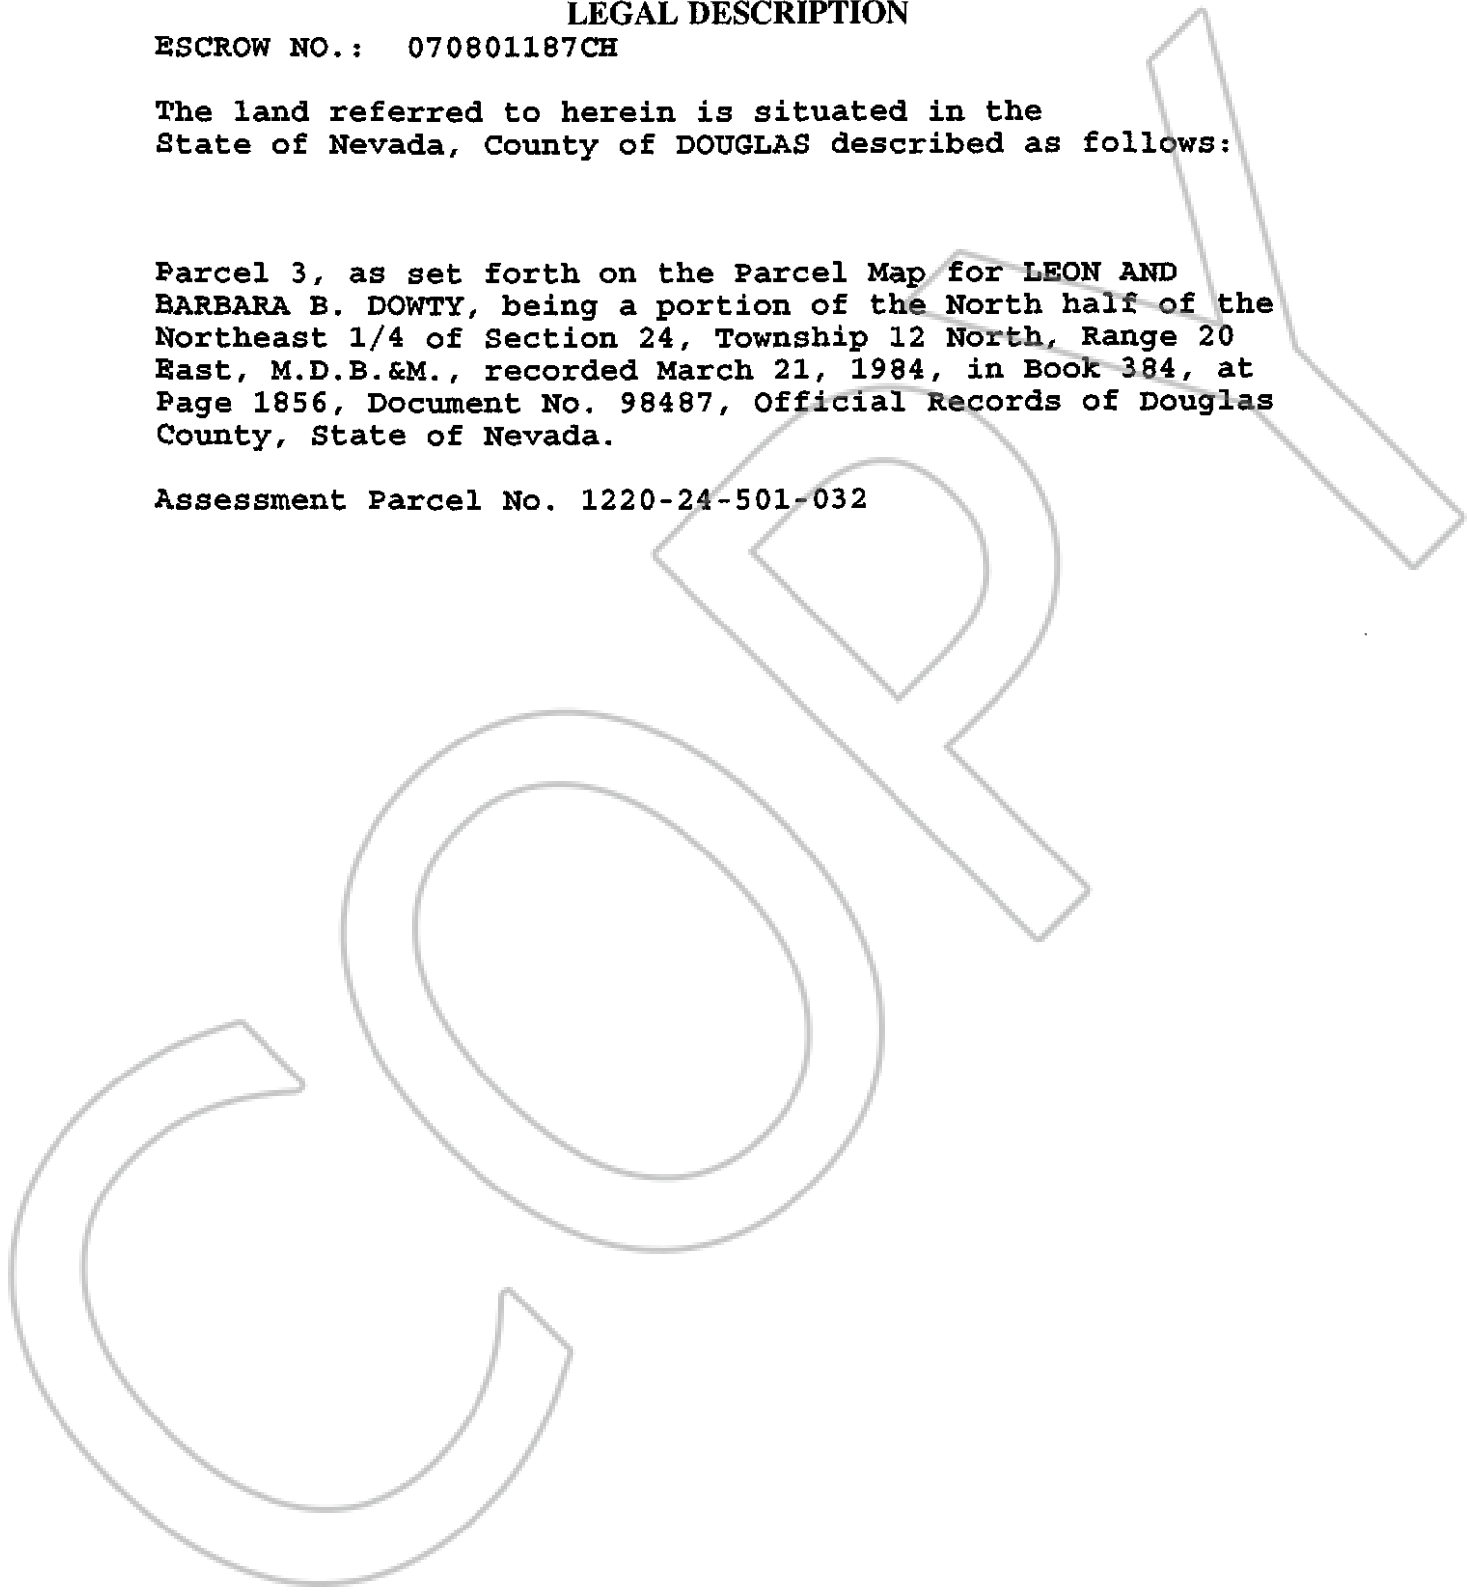 LEGAL DESCRIPTION
ESCROW NO.: 070801187CH
The land referred to herein is situated in the
State of Nevada, County of DOUGLAS described as follows:
Parcel 3, as set forth on the Parcel Map for LEON AND
BARBARA B. DOWTY, being a portion of the North half of the
Northeast 1/4 of Section 24, Township 12 North, Range 20
East, M.D.B.&M., recorded March 21, 1984, in Book 384, at
Page 1856, Document No. 98487, Official Records of Douglas
County, State of Nevada.
Assessment Parcel No. 1220-24-501-032
COPY